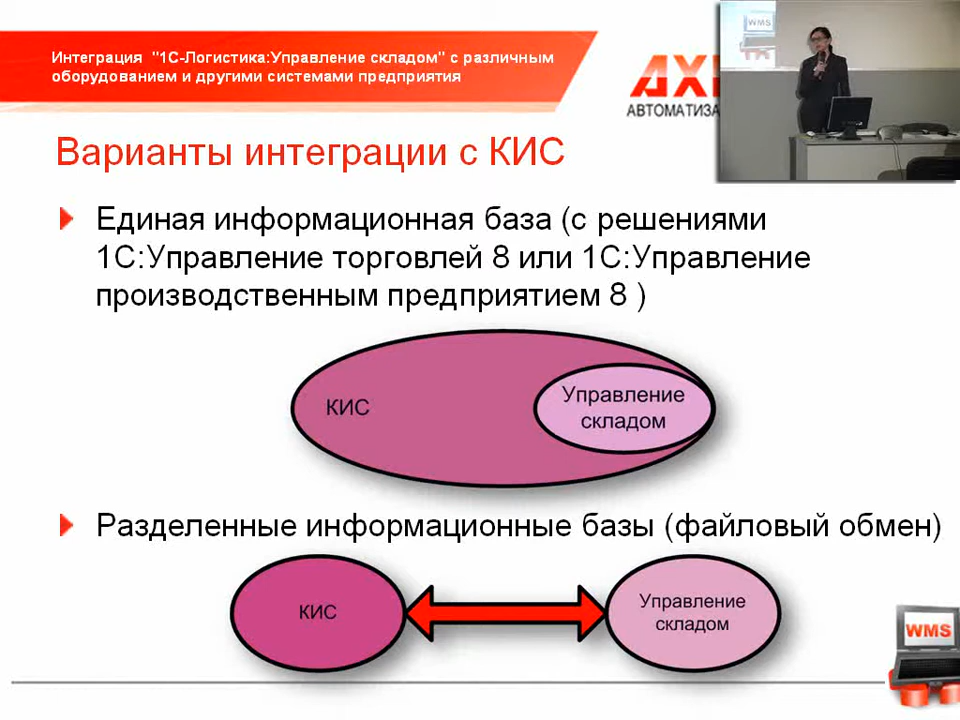 Интеграция "1С-Логистика:Управление складом" с различным
оборудованием и другими системами предприятия
WMS
Варианты интеграции с КИС
Единая информационная база (с решениями
1С:Управление торговлей 8 или 1С:Управление
производственным предприятием 8 )
КИС
Управление
складом
Разделенные информационные базы (файловый обмен)
КИС
Управление
складом
WMS